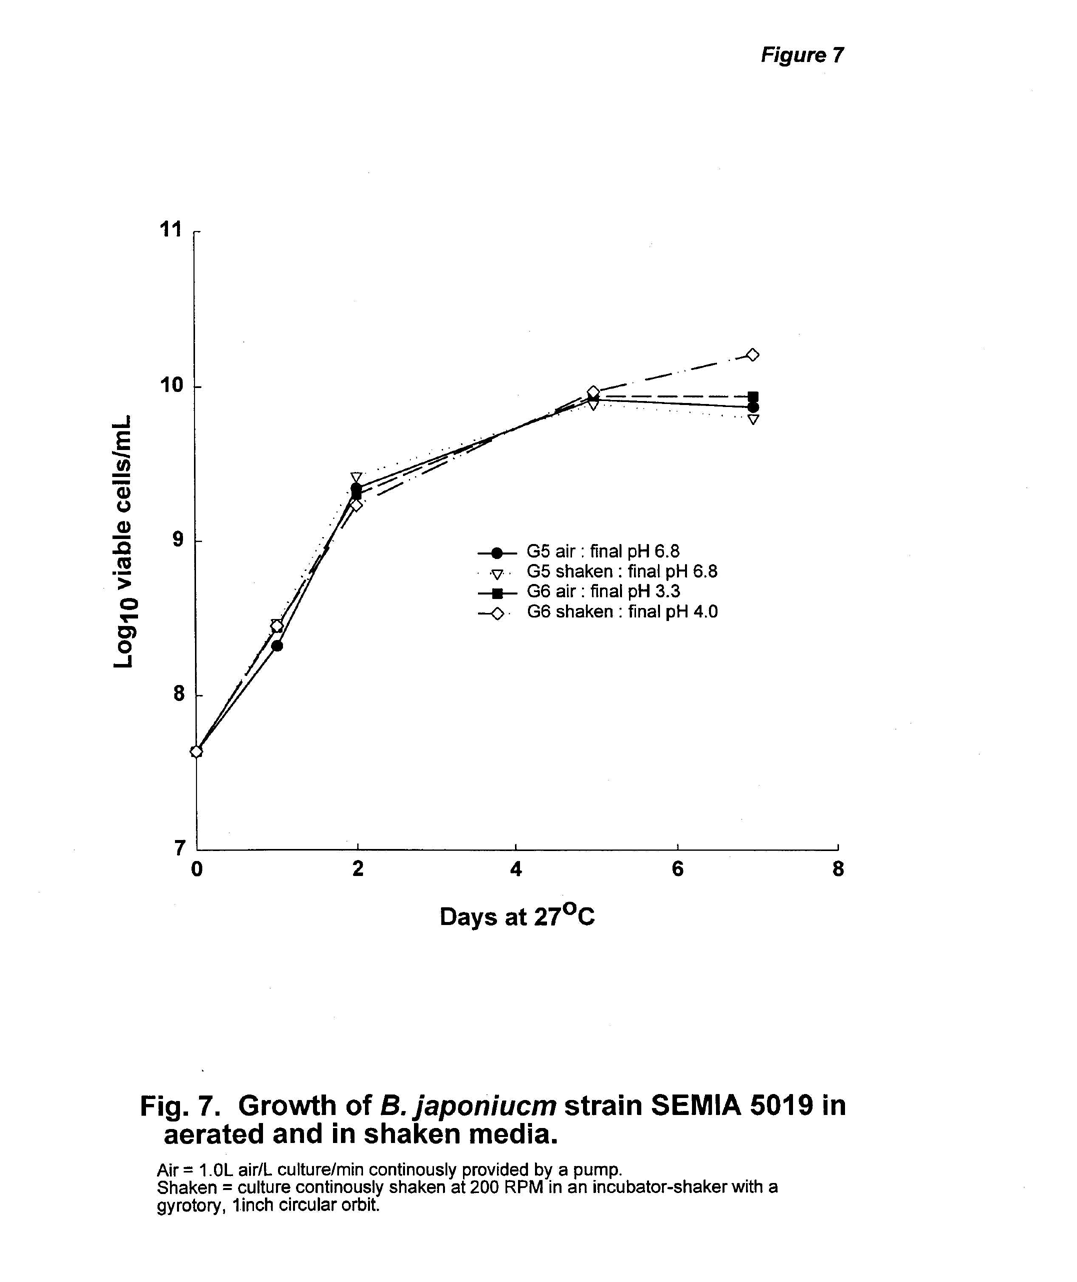 Figure 7
11
10
9
8
7
0 2 4 6 8
Log10 viable cells/mL
G5 air : final pH 6.8
G5 shaken : final pH 6.8
G6 air : final pH 3.3
G6 shaken : final pH 4.0
Days at 27OC
Fig. 7. Growth of B. japoniucm strain SEMIA 5019 in
aerated and in shaken media.
Air = 1.0L air/L culture/min continously provided by a pump.
Shaken = culture continously shaken at 200 RPM in an incubator-shaker with a
gyrotory, 1inch circular orbit.